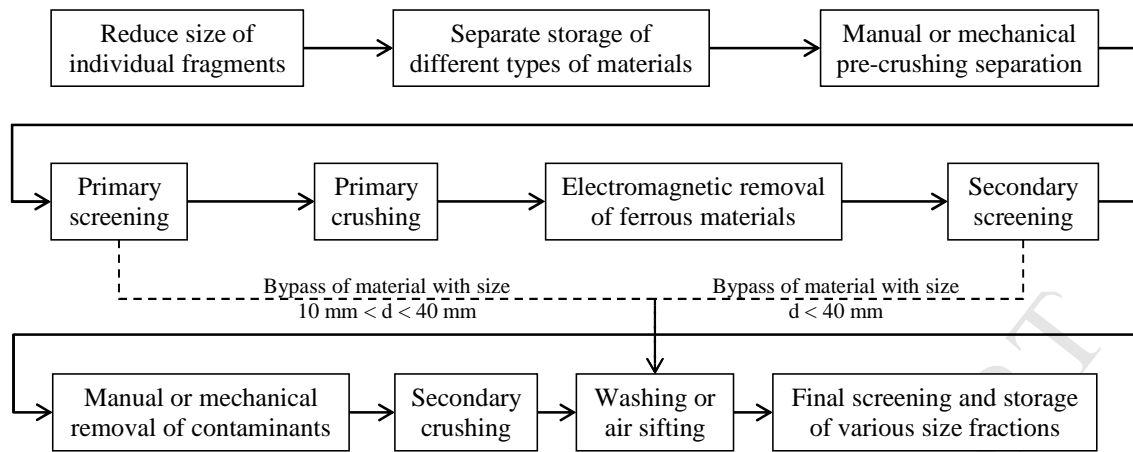 Reduce size of
individual fragments
Separate storage of
different types of materials
Manual or mechanical
pre-crushing separation
Primary
screening
Primary
crushing
Electromagnetic removal
of ferrous materials
Secondary
screening
Bypass of material with size
10 mm < d < 40 mm
Bypass of material with size
d < 40 mm
Manual or mechanical
removal of contaminants
Secondary
crushing
Washing or
air sifting
Final screening and storage
of various size fractions